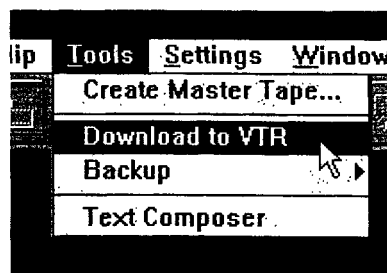 lip Tools Settings Window
Create Master Tape...
Download to VTR
Backup
Text Composer